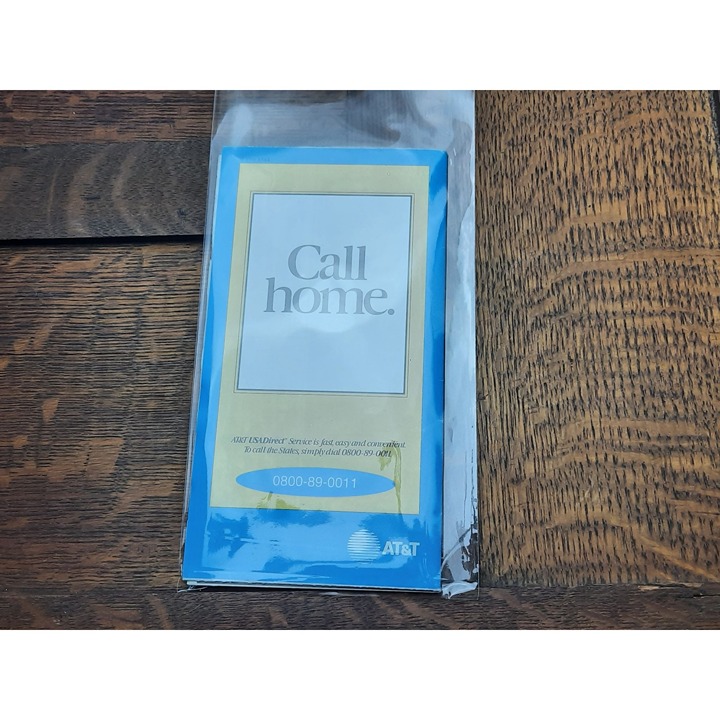 Call
home.
AT&T USADirect® Service is fast, easy and convenient.
To call the States, simply dial 0800-89-0011.
0800-89-0011
AT&T